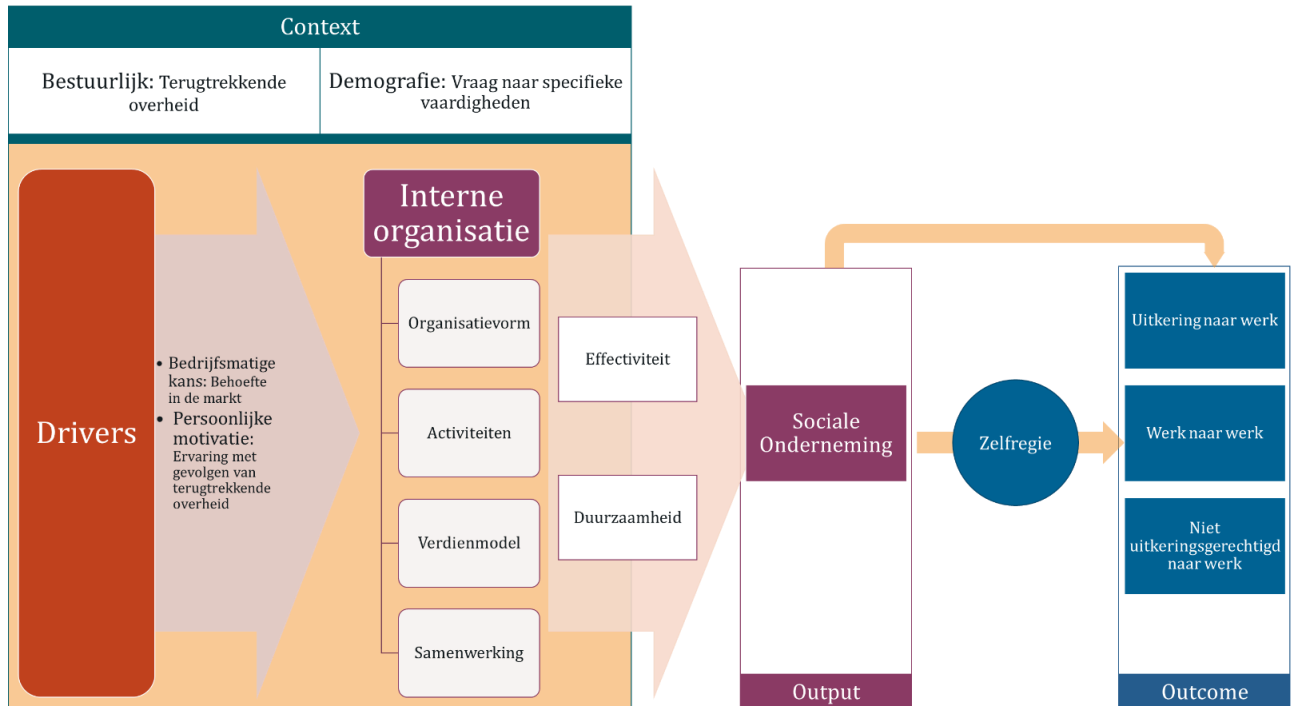 Context
Bestuurlijk: Terugtrekkende
overheid
Demografie: Vraag naar specifieke
vaardigheden
Drivers
• Bedrijfsmatige
kans: Behoefte
in de markt
• Persoonlijke
motivatie:
Ervaring met
gevolgen van
terugtrekkende
overheid
Interne
organisatie
Organisatievorm
Activiteiten
Verdienmodel
Samenwerking
Effectiviteit
Duurzaamheid
Sociale
Onderneming
Output
Zelfregie
Uitkering naar werk
Werk naar werk
Niet
uitkeringsgerechtigd
naar werk
Outcome